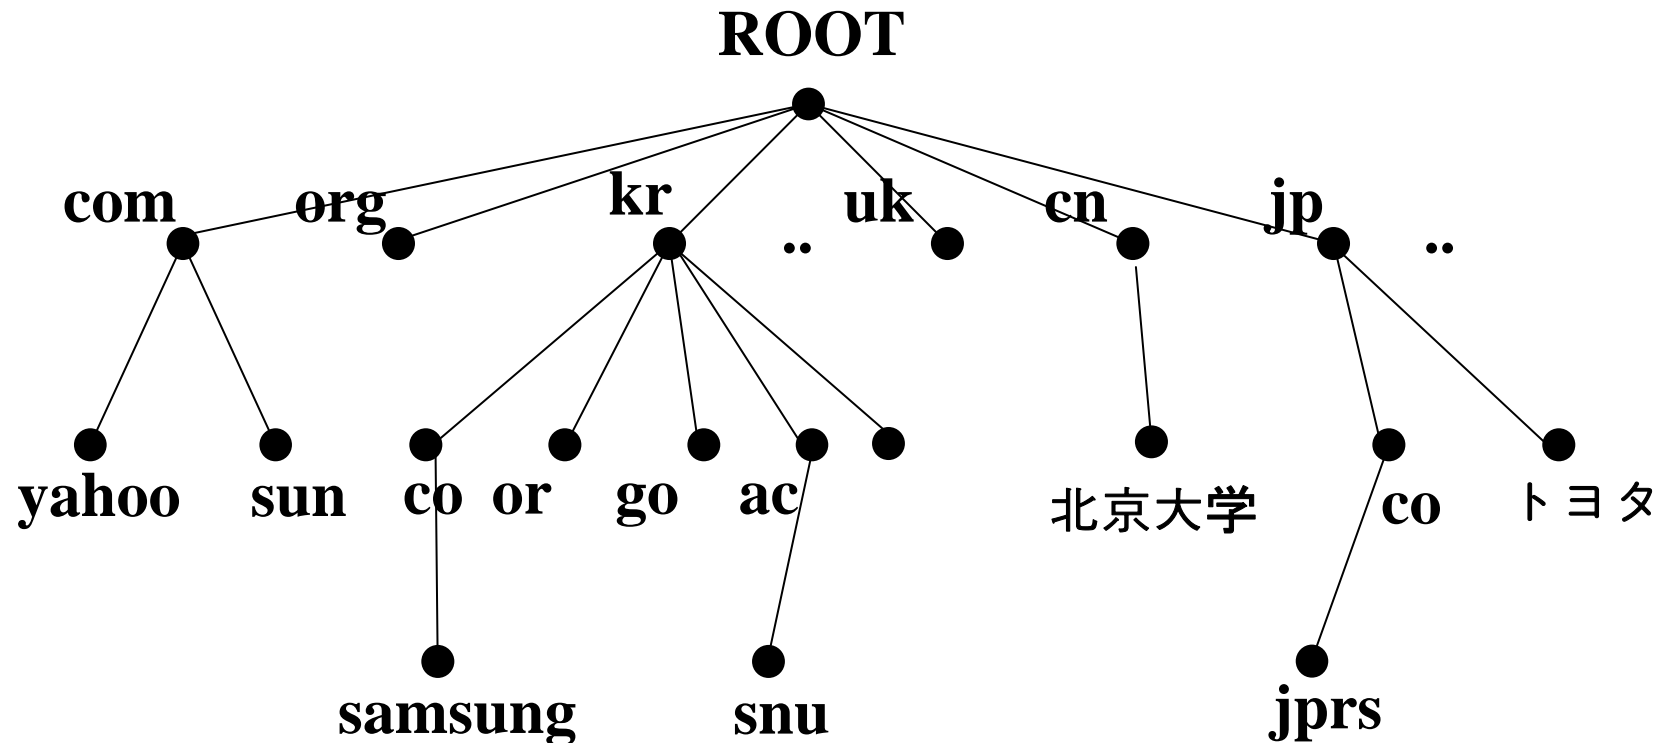 ROOT
com org kr .. uk cn jp ..
yahoo sun co or go ac 北京大学 co トヨタ
samsung snu jprs